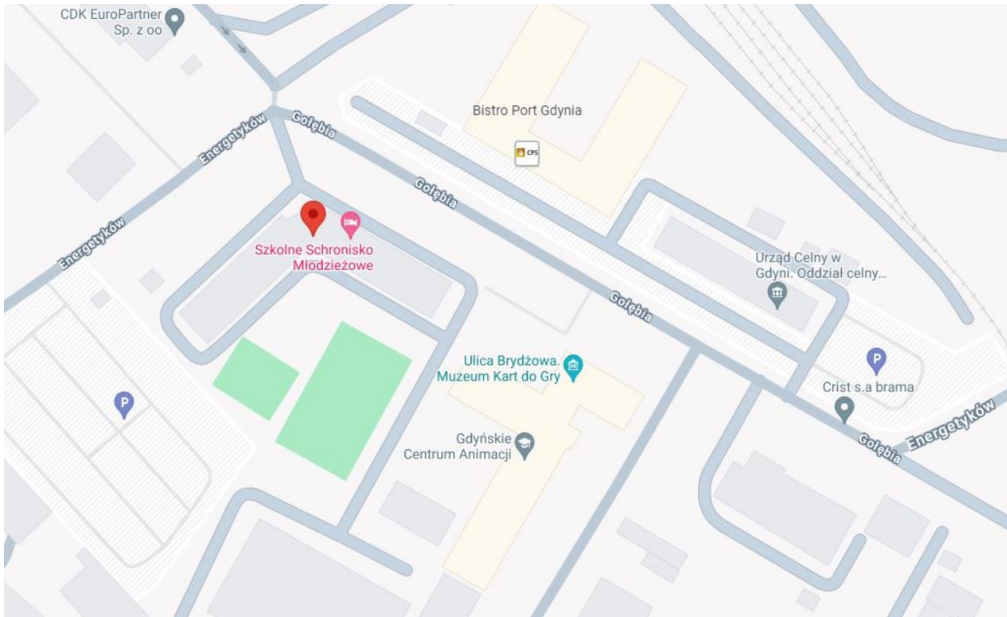 CDK EuroPartner
Sp. z oo
Bistro Port Gdynia
CPS
Gołębia
Energetyków
Gołębia
Energetyków
Szkolne Schronisko
Młodzieżowe
Urząd Celny w
Gdyni. Oddział celny...
Gołębia
Ulica Brydżowa.
Muzeum Kart do Gry
P
Crist s.a brama
P
Gdyńskie
Centrum Animacji
Gołębia
Energetyków